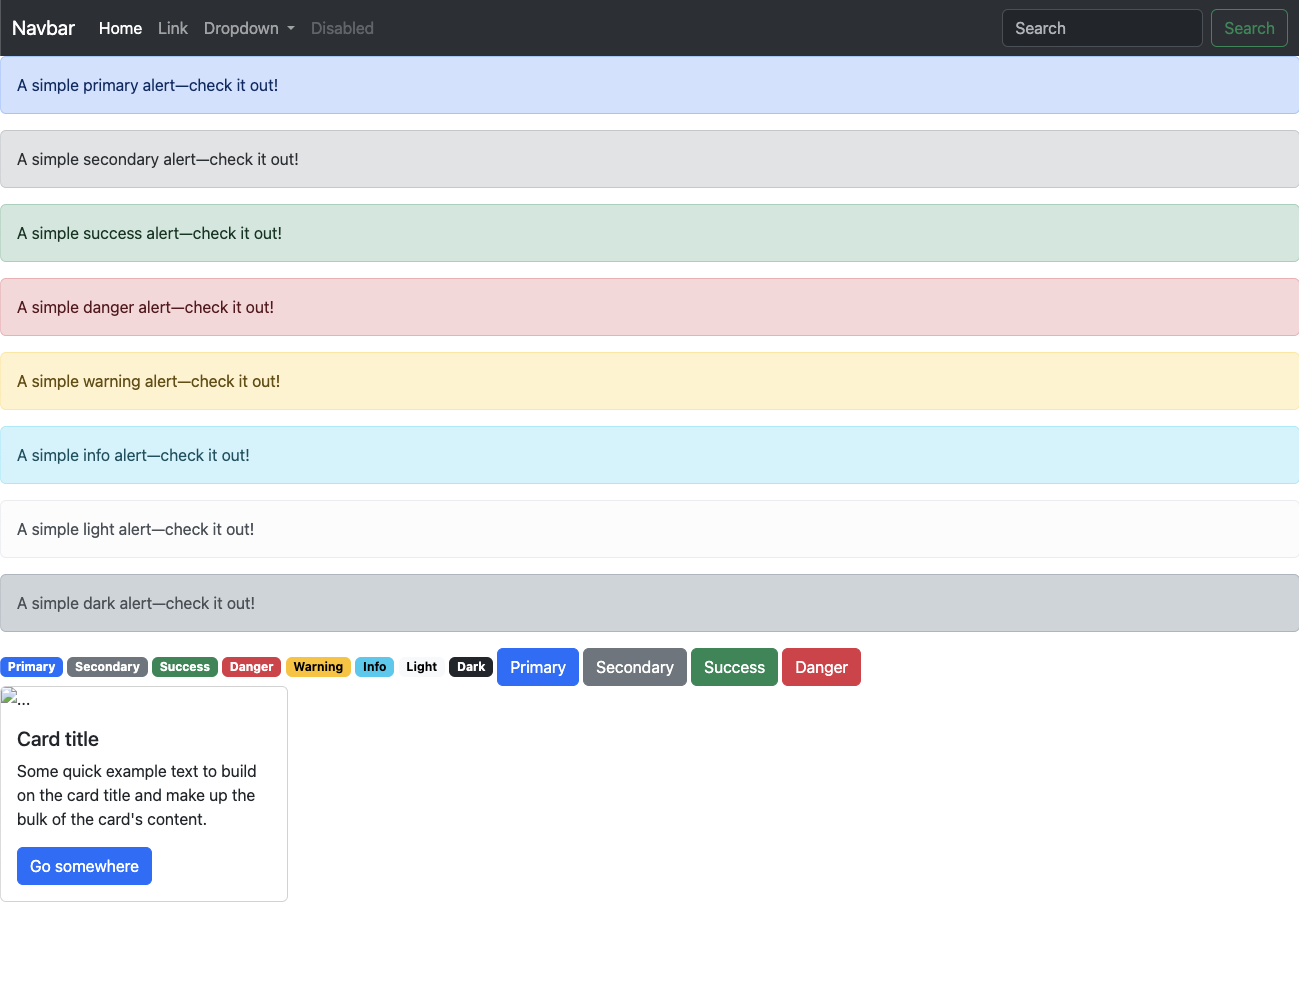 Navbar Home Link Dropdown Disabled Search Search
A simple primary alert—check it out!
A simple secondary alert—check it out!
A simple success alert—check it out!
A simple danger alert—check it out!
A simple warning alert—check it out!
A simple info alert—check it out!
A simple light alert—check it out!
A simple dark alert—check it out!
Primary Secondary Success Danger Warning Info Light Dark Primary Secondary Success Danger
...
Card title
Some quick example text to build
on the card title and make up the
bulk of the card's content.
Go somewhere